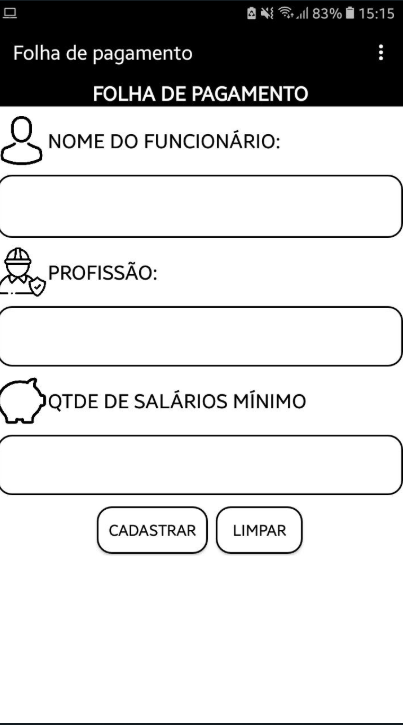 83% 15:15
Folha de pagamento
FOLHA DE PAGAMENTO
NOME DO FUNCIONÁRIO:
PROFISSÃO:
QTDE DE SALÁRIOS MÍNIMO
CADASTRAR LIMPAR